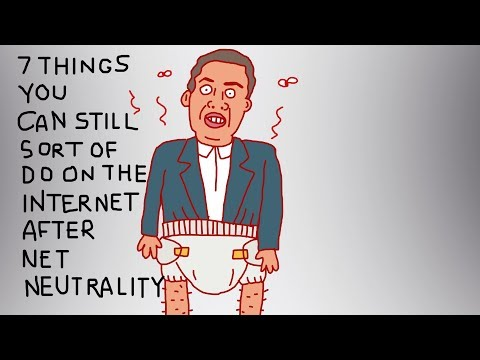 7 THINGS
YOU
CAN STILL
SORT OF
DO ON THE
INTERNET
AFTER
NET
NEUTRALITY